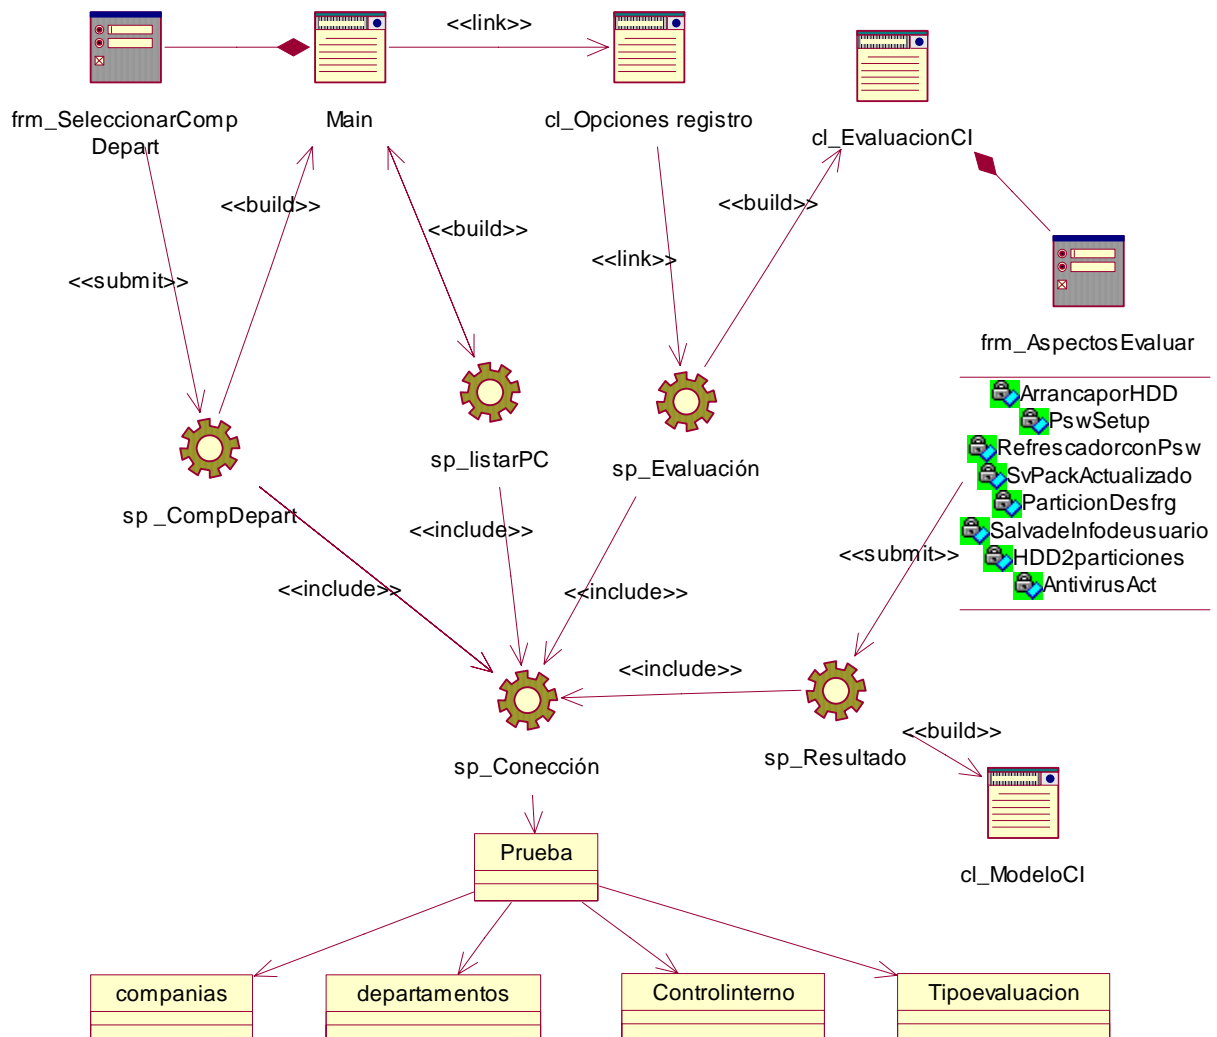 <<link>>
frm_SeleccionarComp
Depart
Main
cl_Opciones registro
cl_EvaluacionCI
<<build>>
<<build>>
<<build>>
<<submit>>
<<link>>
frm_AspectosEvaluar
ArrancaporHDD
PswSetup
RefrescadorconPsw
SvPackActualizado
ParticionDesfrg
SalvadeInfodeusuario
HDD2particiones
AntivirusAct
sp_listarPC
sp_Evaluación
sp _CompDepart
<<include>>
<<submit>>
<<include>>
<<include>>
<<include>>
sp_Conección
sp_Resultado
<<build>>
cl_ModeloCI
Prueba
companias
departamentos
Controlinterno
Tipoevaluacion